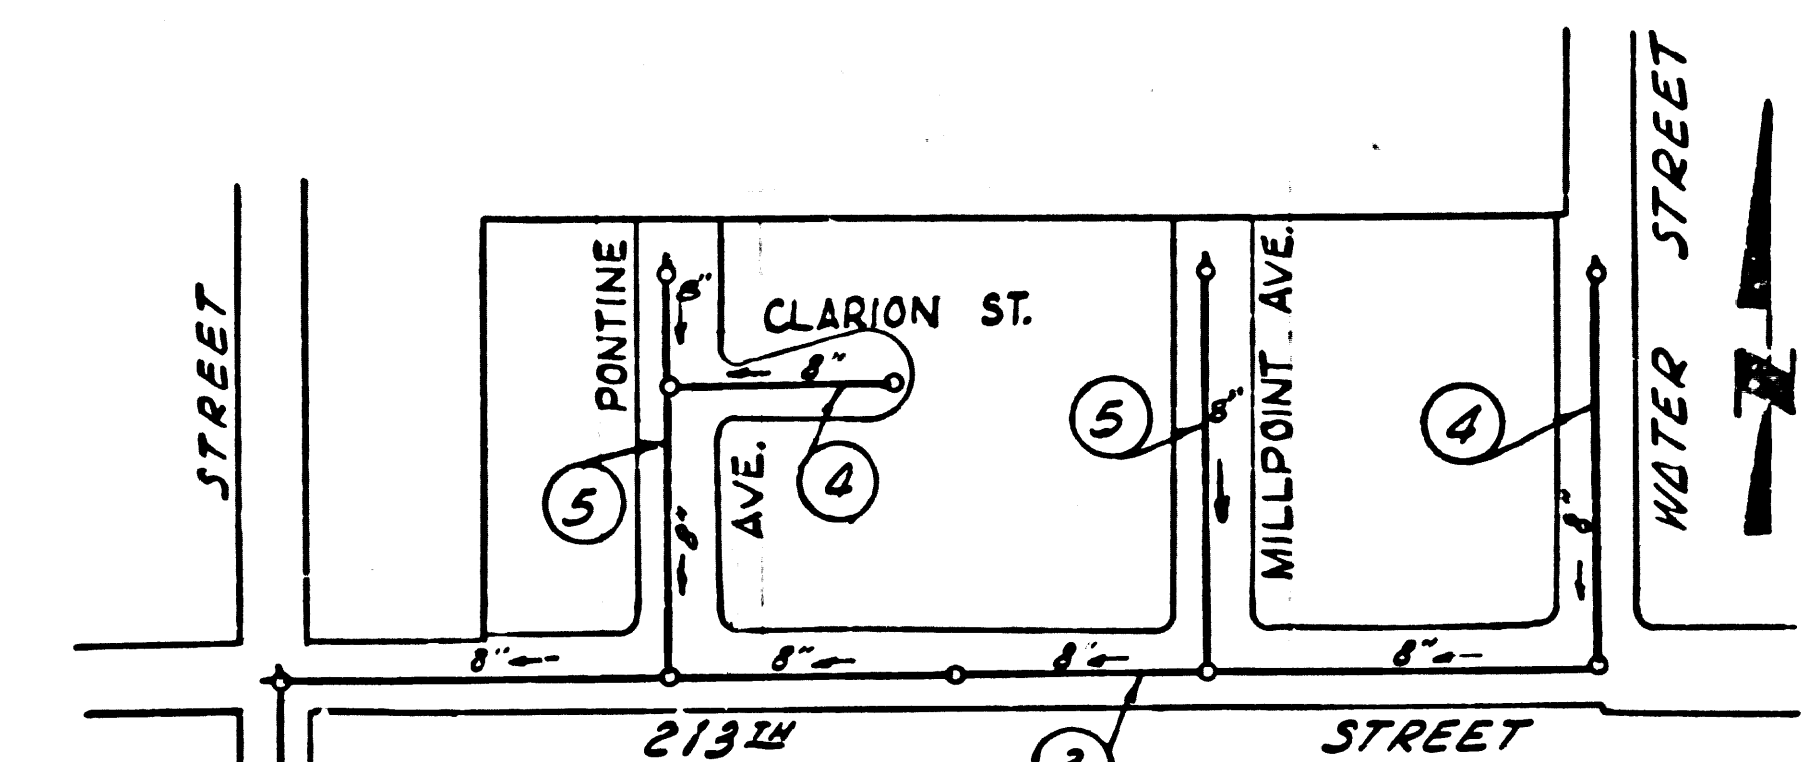 STREET
PONTINE
AVE.
8"
8"
CLARION ST.
8"
5
4
5
8"
MILLPOINT AVE.
4
8"
WATER STREET
N
8"
8"
8"
8"
213TH
STREET